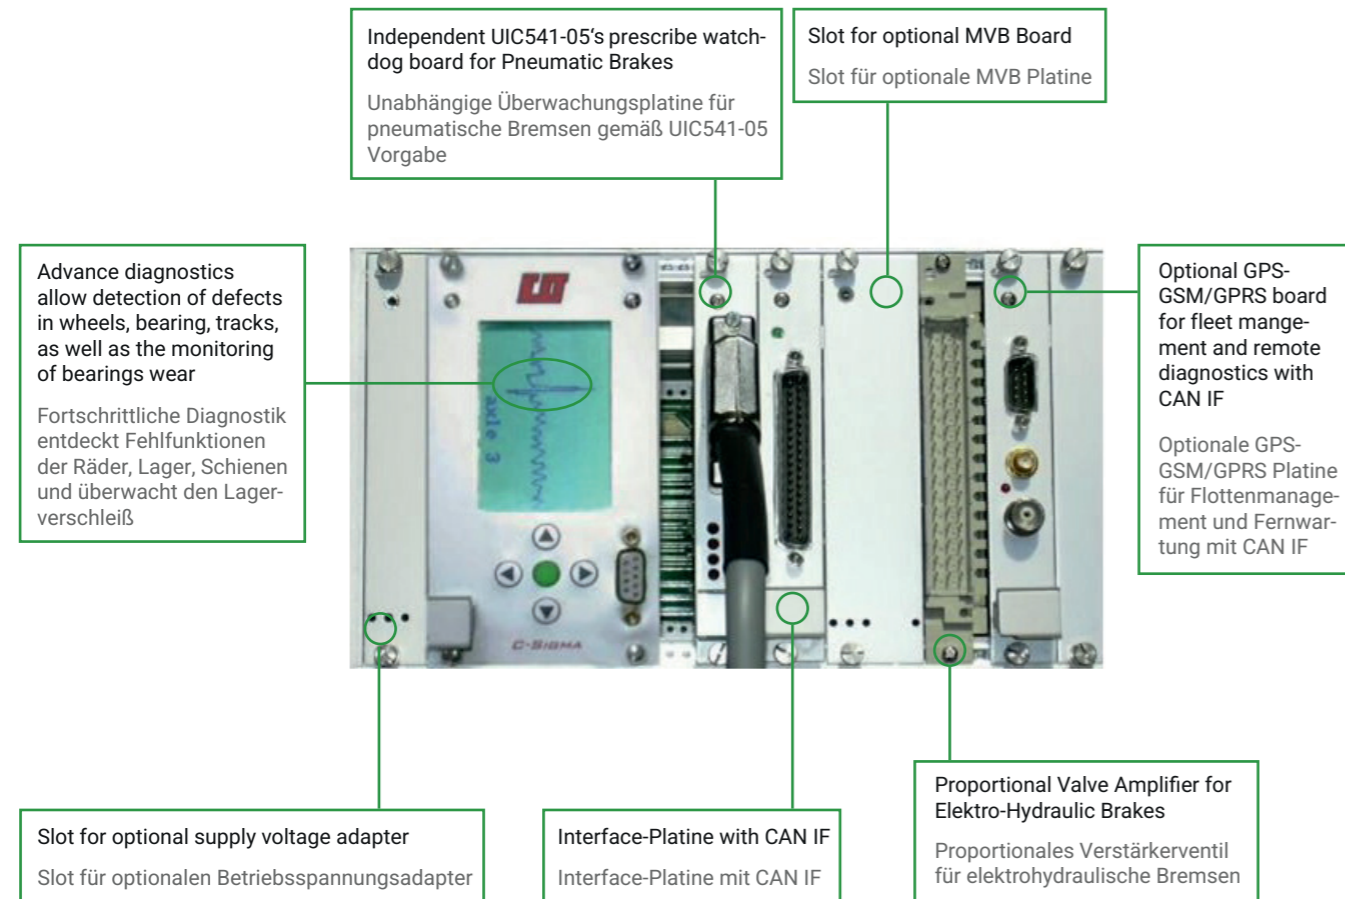 Independent UIC541-05‘s prescribe watch-
dog board for Pneumatic Brakes
Unabhängige Überwachungsplatine für
pneumatische Bremsen gemäß UIC541-05
Vorgabe
Slot for optional MVB Board
Slot für optionale MVB Platine
Advance diagnostics
allow detection of defects
in wheels, bearing, tracks,
as well as the monitoring
of bearings wear
Fortschrittliche Diagnostik
entdeckt Fehlfunktionen
der Räder, Lager, Schienen
und überwacht den Lager-
verschleiß
axle 3
C-SIGMA
Optional GPS-
GSM/GPRS board
for fleet mange-
ment and remote
diagnostics with
CAN IF
Optionale GPS-
GSM/GPRS Platine
für Flottenmanage-
ment und Fernwar-
tung mit CAN IF
Slot for optional supply voltage adapter
Slot für optionalen Betriebsspannungsadapter
Interface-Platine with CAN IF
Interface-Platine mit CAN IF
Proportional Valve Amplifier for
Elektro-Hydraulic Brakes
Proportionales Verstärkerventil
für elektrohydraulische Bremsen